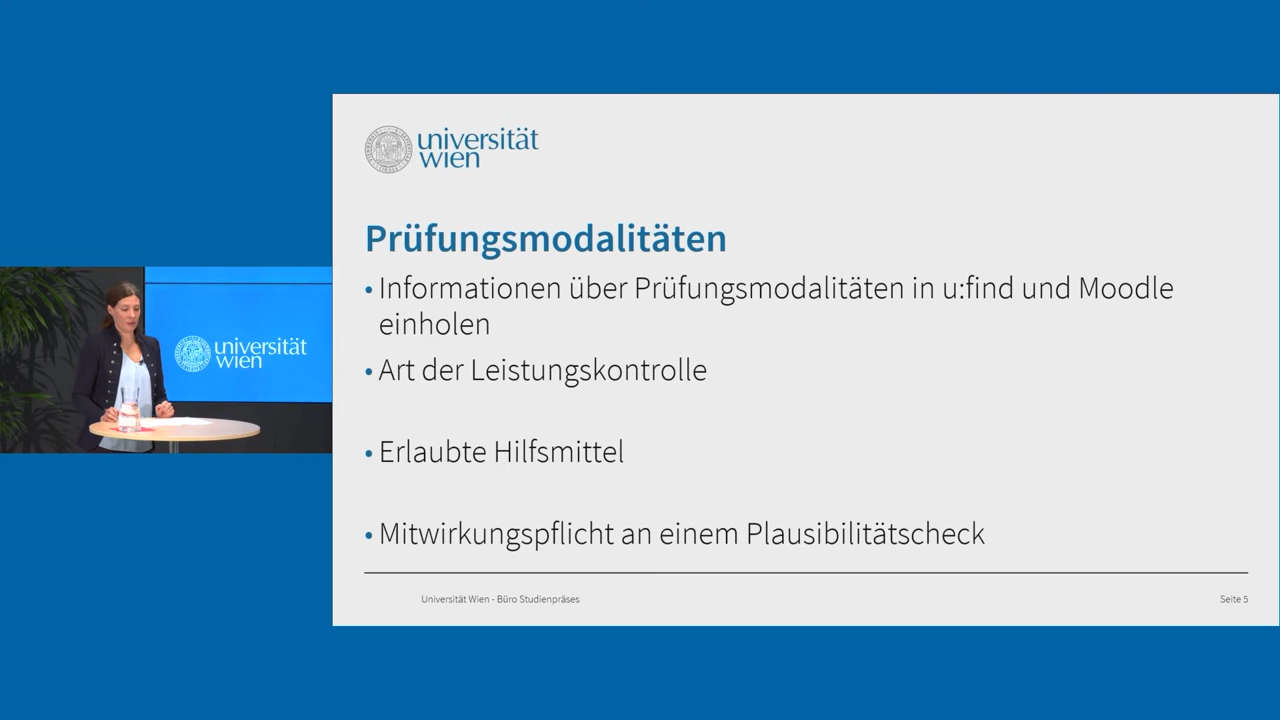 universität
wien
Prüfungsmodalitäten
• Informationen über Prüfungsmodalitäten in u:find und Moodle
einholen
• Art der Leistungskontrolle
• Erlaubte Hilfsmittel
• Mitwirkungspflicht an einem Plausibilitätscheck
Universität Wien - Büro Studienpräses
Seite 5
universität
wien